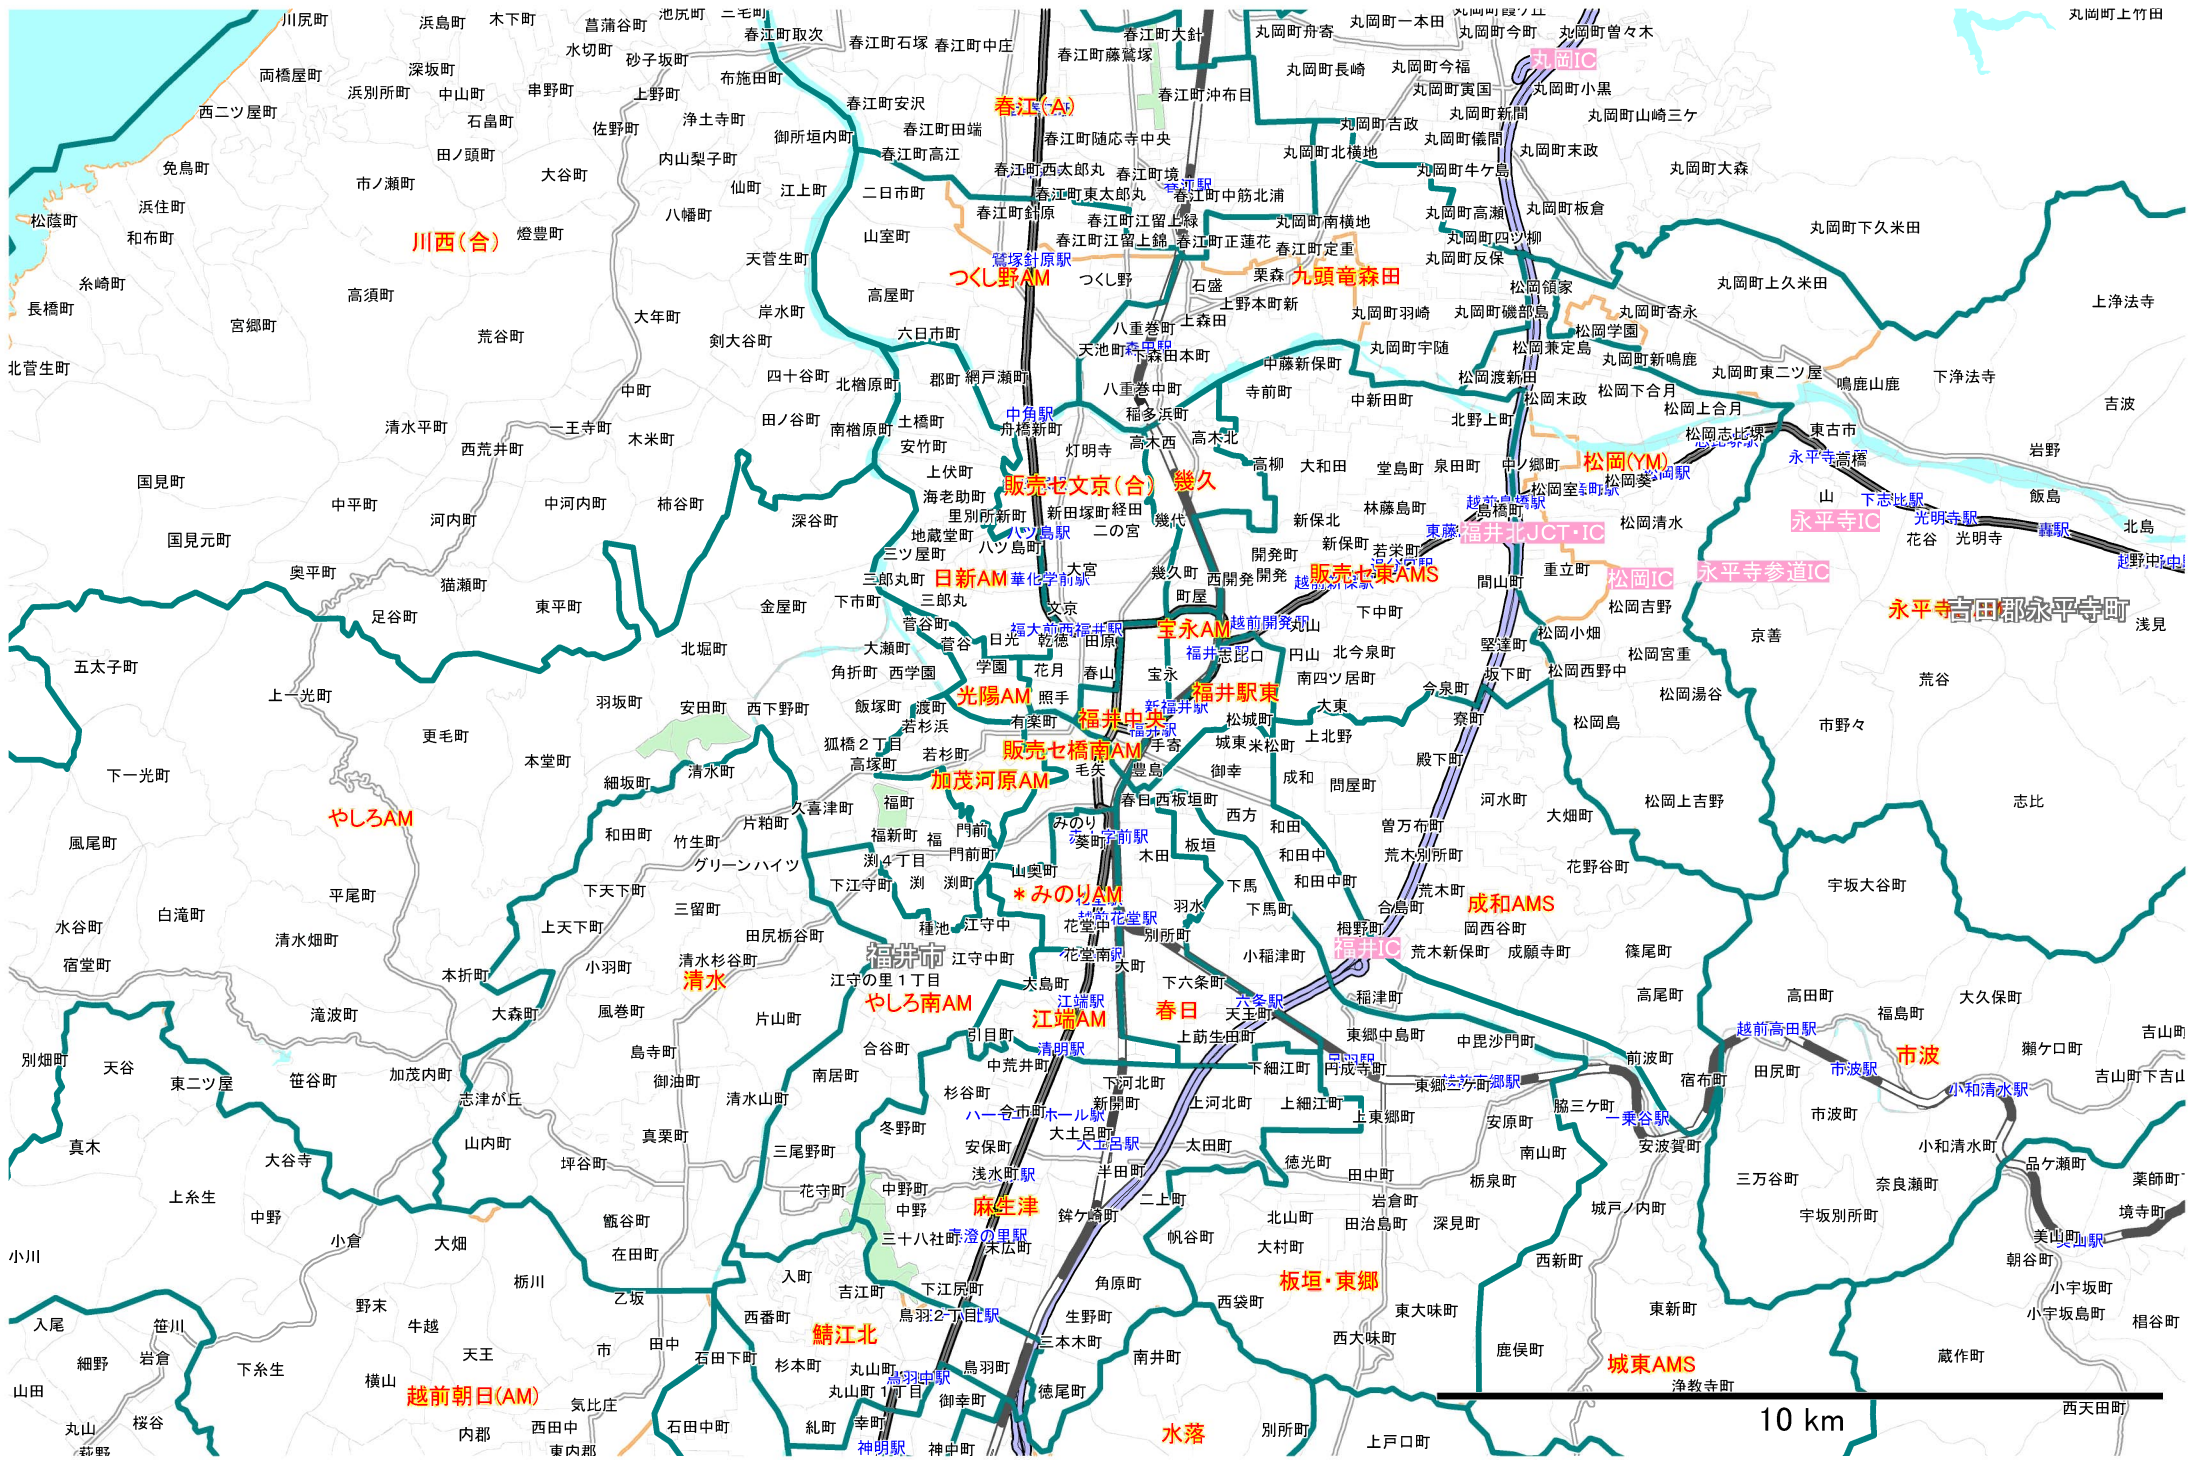 川尻町
浜島町
木下町
菖蒲谷町
池尻町
三宅町
春江町取次
春江町石塚
春江町中庄
春江町大針
春江町藤鷲塚
丸岡町舟寄
丸岡町一本田
丸岡町今町
丸岡町曽々木
丸岡町上竹田
水切町
砂子坂町
布施田町
両橋屋町
深坂町
浜別所町
中山町
串野町
上野町
丸岡町長崎
丸岡町今福
丸岡IC
丸岡町寅国
丸岡町小黒
西二ツ屋町
石畠町
佐野町
浄土寺町
御所垣内町
春江町安沢
春江(A)
春江町沖布目
春江町田端
春江町随応寺中央
丸岡町吉政
丸岡町新間
丸岡町山崎三ケ
丸岡町儀間
免鳥町
田ノ頭町
内山梨子町
春江町高江
丸岡町北横地
丸岡町末政
市ノ瀬町
大谷町
仙町
江上町
二日市町
春江町西太郎丸
春江町境
春江駅
丸岡町牛ケ島
丸岡町大森
松蔭町
浜住町
八幡町
春江町東太郎丸
春江町中筋北浦
春江町針原
春江町江留上緑
丸岡町南横地
丸岡町高瀬
丸岡町板倉
和布町
川西(合)
燈豊町
山室町
春江町江留上錦
春江町正蓮花
春江町定重
丸岡町四ツ柳
丸岡町下久米田
天菅生町
鷲塚針原駅
丸岡町反保
糸崎町
つくし野AM
つくし野
石盛
栗森
九頭竜森田
松岡領家
丸岡町上久米田
長橋町
高須町
高屋町
上野本町新
上浄法寺
宮郷町
大年町
岸水町
上森田
丸岡町羽崎
丸岡町磯部島
丸岡町寄永
荒谷町
剣大谷町
六日市町
八重巻町
松岡学園
北菅生町
天池町
森田駅
下森田本町
丸岡町宇随
松岡兼定島
丸岡町新鳴鹿
四十谷町
北楢原町
郡町
網戸瀬町
中藤新保町
松岡渡新田
丸岡町東二ツ屋
鳴鹿山鹿
下浄法寺
中町
八重巻中町
寺前町
中新田町
松岡末政
松岡下合月
清水平町
一王寺町
田ノ谷町
土橋町
中角駅
稲多浜町
北野上町
松岡上合月
吉波
木米町
南楢原町
舟橋新町
西荒井町
安竹町
灯明寺
高木西
高木北
松岡志比堺
東古市
岩野
上伏町
高柳
大和田
堂島町
泉田町
中ノ郷町
松岡(YM)
松岡駅
高橋
国見町
販売セ文京(合)
幾久
松岡室
松岡葵
中平町
中河内町
柿谷町
海老助町
里別所新町
新田塚町
経田
幾代
林藤島町
島橋町
山
下志比駅
飯島
河内町
深谷町
新保北
松岡清水
永平寺IC
光明寺駅
北島
国見元町
地蔵堂町
八ツ島駅
二の宮
福井北JCT・IC
花谷
光明寺
轟駅
三ツ屋町
八ツ島町
開発町
新保町
若栄町
奥平町
猫瀬町
三郎丸町
日新AM
華化学前駅
大宮
幾久町
西開発
開発
販売セ東AMS
間山町
重立町
松岡IC
永平寺参道IC
足谷町
東平町
金屋町
下市町
三郎丸
文京
町屋
下中町
松岡吉野
吉田郡永平寺町
菅谷町
福大前西福井駅
宝永AM
越前開発駅
丸山
松岡小畑
京善
浅見
五太子町
北堀町
大瀬町
菅谷
日光
乾徳
田原
志比口
円山
北今泉町
堅達町
松岡宮重
上一光町
角折町
西学園
学園
花月
春山
宝永
南四ツ居町
坂下町
松岡西野中
荒谷
羽坂町
安田町
西下野町
飯塚町
渡町
光陽AM
照手
福井駅東
今泉町
松岡湯谷
更毛町
若杉浜
有楽町
福井中央
新福井駅
松城町
大東
寮町
松岡島
市野々
狐橋2丁目
販売セ橋南AM
福井駅
手寄
城東
米松町
上北野
下一光町
本堂町
清水町
高塚町
若杉町
毛矢
豊島
御幸
成和
殿下町
細坂町
加茂河原AM
問屋町
やしろAM
久喜津町
福町
春日
西板垣町
河水町
松岡上吉野
志比
風尾町
和田町
片粕町
福新町
福
門前
みのり
西方
和田
曽万布町
大畑町
竹生町
グリーンハイツ
渕4丁目
門前町
葵町
木田
板垣
和田中
荒木別所町
花野谷町
平尾町
下天下町
下江守町
渕
渕町
山奥町
下馬
和田中町
荒木町
宇坂大谷町
白滝町
三留町
＊みのりAM
羽水
下馬町
合島町
成和AMS
水谷町
清水畑町
上天下町
田尻栃谷町
種池
江守中
花堂中
越前花堂駅
別所町
栂野町
岡西谷町
宿堂町
本折町
小羽町
清水杉谷町
福井市
江守中町
花堂南
小稲津町
福井IC
荒木新保町
成願寺町
篠尾町
清水
江守の里1丁目
大町
滝波町
大森町
風巻町
片山町
やしろ南AM
大島町
江端駅
下六条町
六条駅
稲津町
高尾町
高田町
大久保町
江端AM
春日
天王町
福島町
別畑町
天谷
島寺町
引目町
清明駅
上莇生田町
東郷中島町
中毘沙門町
越前高田駅
吉山町
東二ツ屋
笹谷町
加茂内町
御油町
南居町
合谷町
中荒井町
下細江町
円成寺町
前波町
市波
獺ケ口町
志津が丘
清水山町
杉谷町
下河北町
東郷二ケ町
宿布町
田尻町
市波駅
小和清水駅
吉山町下吉山
真木
山内町
真栗町
冬野町
今市町
新開町
上河北町
上細江町
上東郷町
安原町
脇三ケ町
一乗谷駅
市波町
大谷寺
坪谷町
三尾野町
安保町
大土呂町
大土呂駅
太田町
徳光町
田中町
南山町
安波賀町
小和清水町
上糸生
花守町
中野町
浅水町
半田町
栃泉町
三万谷町
奈良瀬町
品ケ瀬町
薬師町
中野
甑谷町
中野
麻生津
鉾ケ崎町
二上町
岩倉町
城戸ノ内町
宇坂別所町
境寺町
小川
小倉
大畑
在田町
三十八社町
末広町
帆谷町
北山町
田治島町
深見町
美山町
美山駅
栃川
入町
吉江町
下江尻町
角原町
大村町
板垣・東郷
西新町
朝谷町
野末
乙坂
西番町
鳥羽2丁目
生野町
西袋町
東大味町
東新町
小宇坂町
小宇坂島町
椙谷町
入尾
笹川
牛越
田中
鯖江北
三本木町
西大味町
細野
岩倉
下糸生
天王
市
石田下町
杉本町
丸山町
鳥羽中駅
鳥羽町
南井町
鹿俣町
城東AMS
蔵作町
山田
横山
越前朝日(AM)
丸山町1丁目
御幸町
徳尾町
浄教寺町
丸山
桜谷
気比庄
西田中
石田中町
糺町
幸町
水落
別所町
10 km
西天田町
萩野
内郡
東内郡
神明駅
神中町
上戸口町